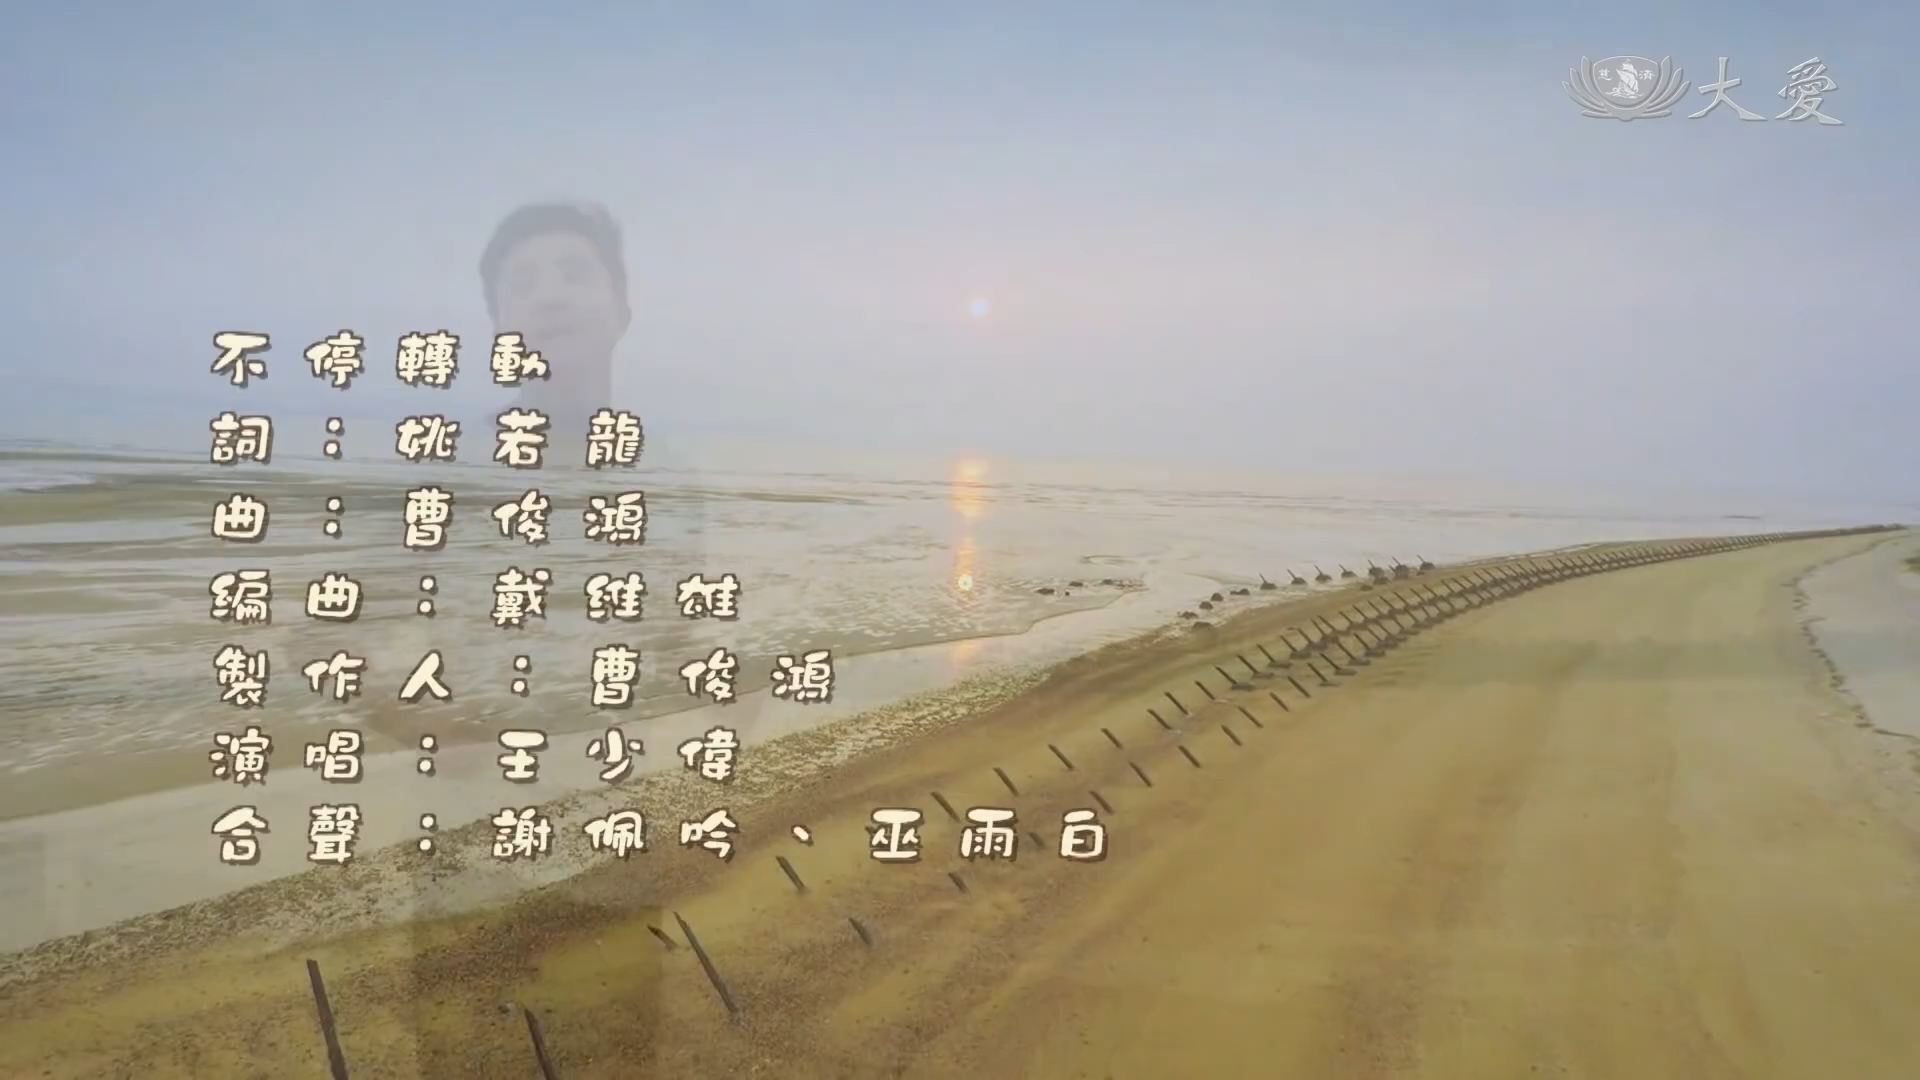 慈濟 大愛
不停轉動
詞：姚若龍
曲：曹俊鴻
編曲：戴維雄
製作人：曹俊鴻
演唱：王少偉
合聲：謝佩吟、巫雨白